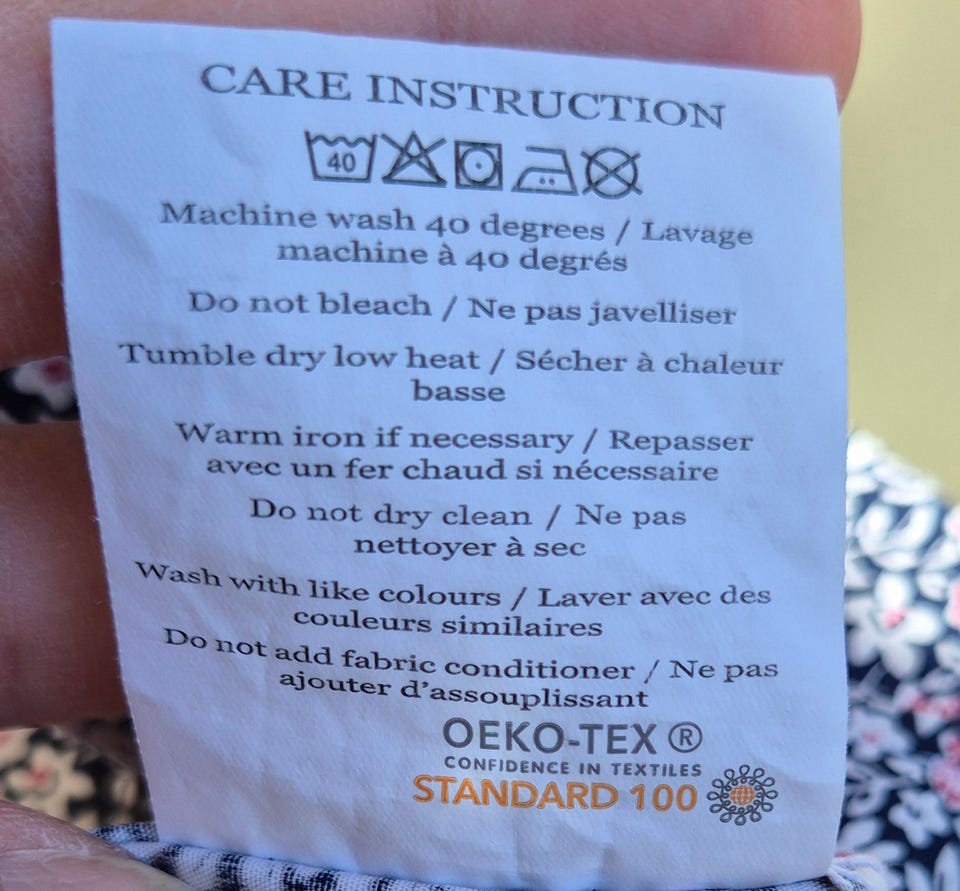 CARE INSTRUCTION
40
Machine wash 40 degrees / Lavage
machine à 40 degrés
Do not bleach / Ne pas javelliser
Tumble dry low heat / Sécher à chaleur
basse
Warm iron if necessary / Repasser
avec un fer chaud si nécessaire
Do not dry clean / Ne pas
nettoyer à sec
Wash with like colours / Laver avec des
couleurs similaires
Do not add fabric conditioner / Ne pas
ajouter d'assouplissant
OEKO-TEX ®
CONFIDENCE IN TEXTILES
STANDARD 100